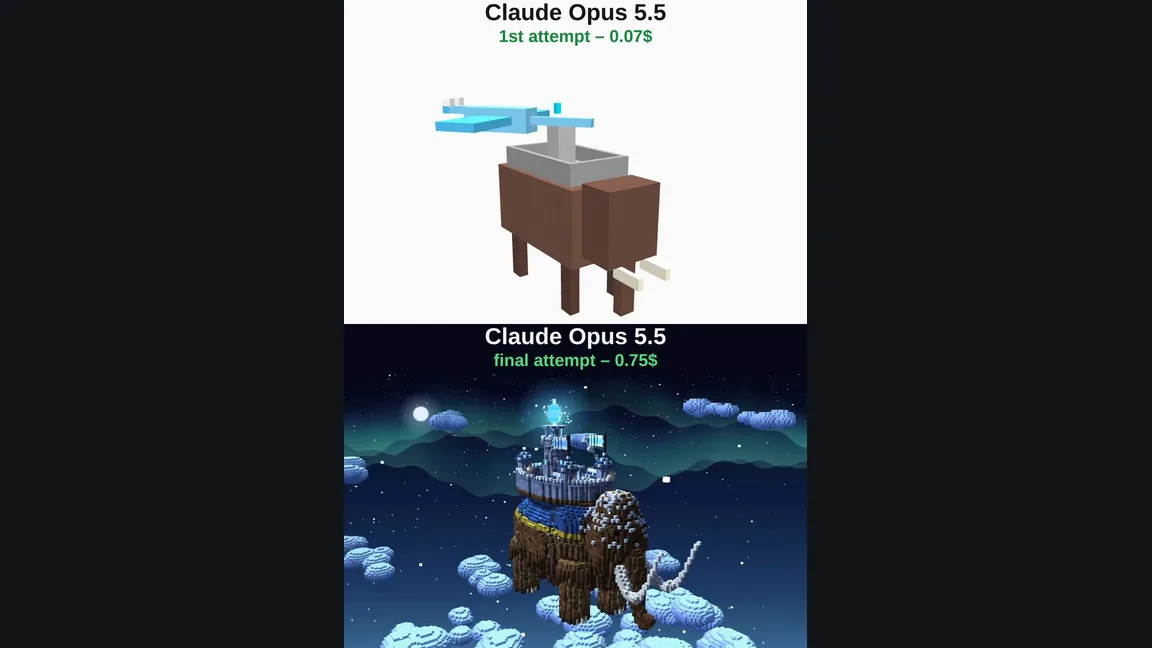 Claude Opus 5.5
1st attempt – 0.07$
Claude Opus 5.5
final attempt – 0.75$